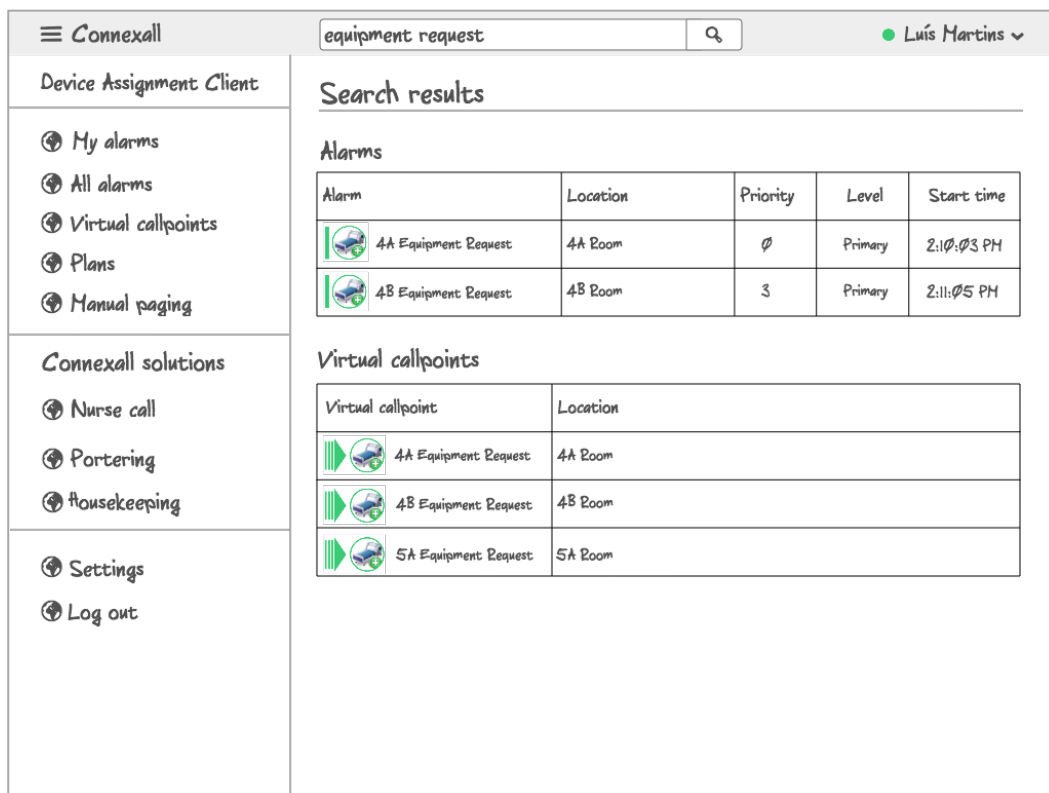 Connexall
equipment request
Luís Martins
Device Assignment Client
My alarms
All alarms
Virtual callpoints
Plans
Manual paging
Connexall solutions
Nurse call
Portering
Housekeeping
Settings
Log out
Search results
Alarms
Alarm Location Priority Level Start time
4A Equipment Request 4A Room 0 Primary 2:10:03 PM
4B Equipment Request 4B Room 3 Primary 2:11:05 PM
Virtual callpoints
Virtual callpoint Location
4A Equipment Request 4A Room
4B Equipment Request 4B Room
5A Equipment Request 5A Room